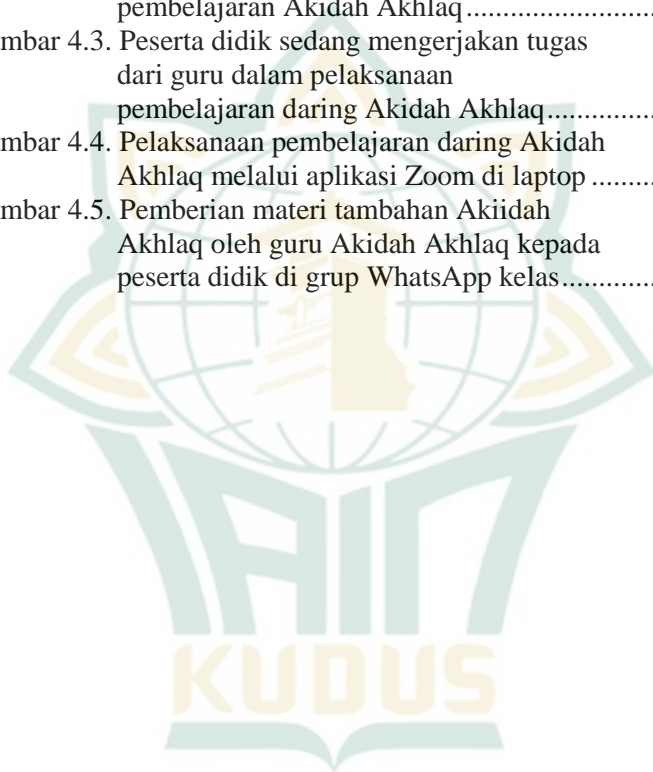 pembelajaran Akidah Akhlaq..............................
mbar 4.3. Peserta didik sedang mengerjakan tugas
dari guru dalam pelaksanaan
pembelajaran daring Akidah Akhlaq...............
mbar 4.4. Pelaksanaan pembelajaran daring Akidah
Akhlaq melalui aplikasi Zoom di laptop .........
mbar 4.5. Pemberian materi tambahan Akiidah
Akhlaq oleh guru Akidah Akhlaq kepada
peserta didik di grup WhatsApp kelas.............
IAIN
KUDUS